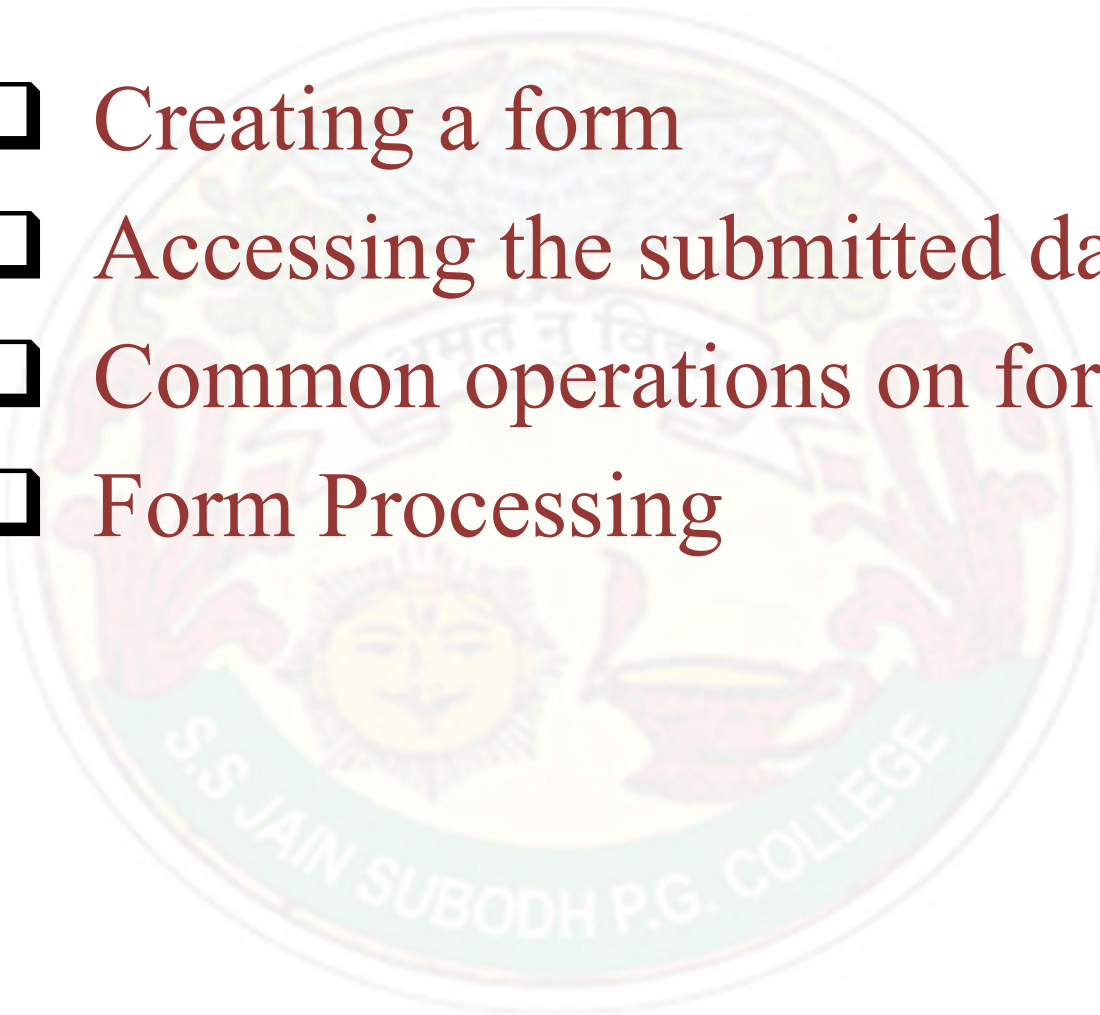 Creating a form
Accessing the submitted da
Common operations on for
Form Processing
S.S JAIN SUBODH P.G. COLLEGE